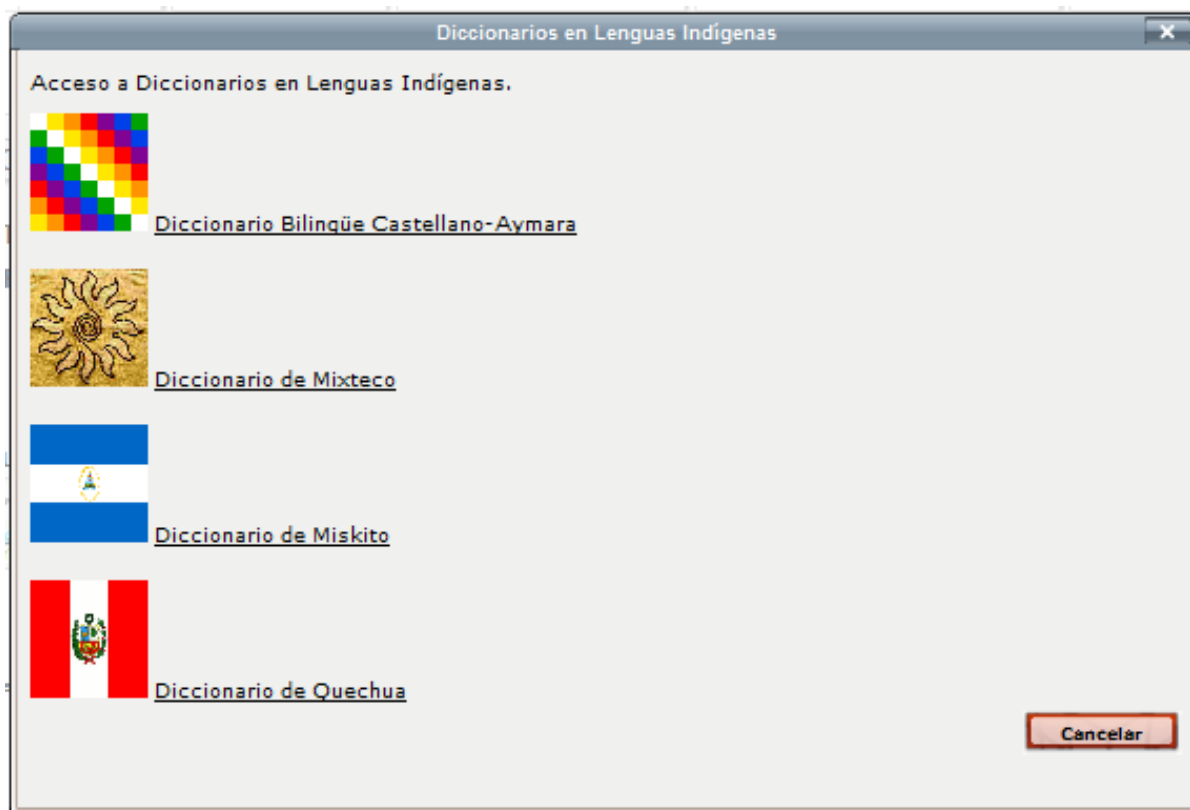 Diccionarios en Lenguas Indígenas
Acceso a Diccionarios en Lenguas Indígenas.
Diccionario Bilingüe Castellano-Aymara
Diccionario de Mixteco
Diccionario de Miskito
Diccionario de Quechua
Cancelar